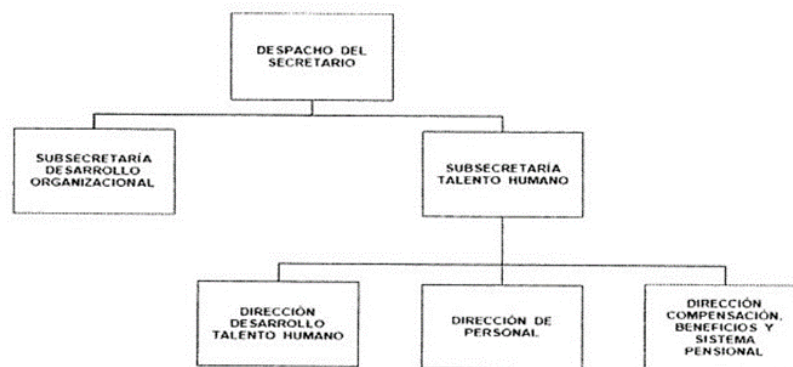 DESPACHO DEL
SECRETARIO
SUBSECRETARÍA
DESARROLLO
ORGANIZACIONAL
SUBSECRETARÍA
TALENTO HUMANO
DIRECCIÓN
DESARROLLO
TALENTO HUMANO
DIRECCIÓN DE
PERSONAL
DIRECCIÓN
COMPENSACIÓN,
BENEFICIOS Y
SISTEMA
PENSIONAL